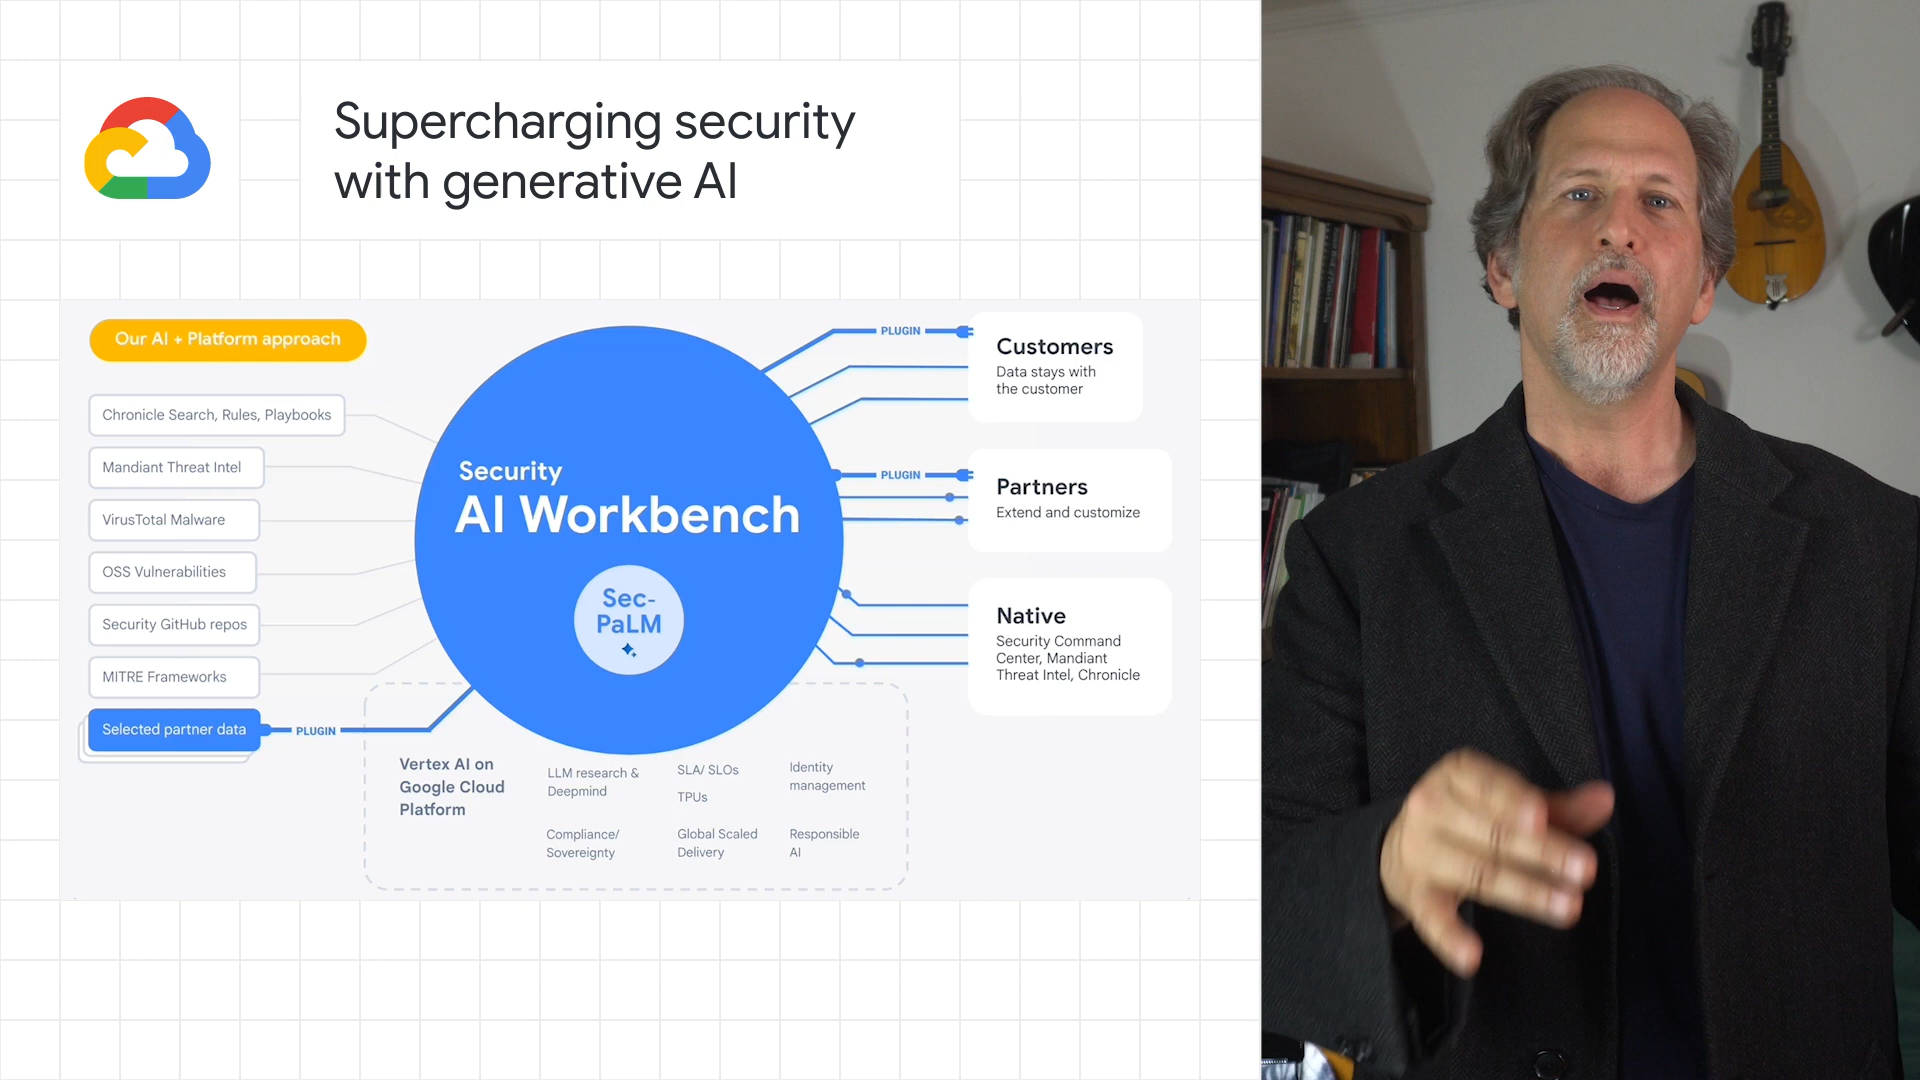 Supercharging security
with generative AI
Our AI + Platform approach
Chronicle Search, Rules, Playbooks
Mandiant Threat Intel
VirusTotal Malware
OSS Vulnerabilities
Security GitHub repos
MITRE Frameworks
Selected partner data
PLUGIN
Security
AI Workbench
Sec-
PaLM
PLUGIN
Customers
Data stays with
the customer
PLUGIN
Partners
Extend and customize
Native
Security Command
Center, Mandiant
Threat Intel, Chronicle
Vertex AI on
Google Cloud
Platform
LLM research &
Deepmind
SLA/ SLOs
TPUs
Identity
management
Compliance/
Sovereignty
Global Scaled
Delivery
Responsible
AI